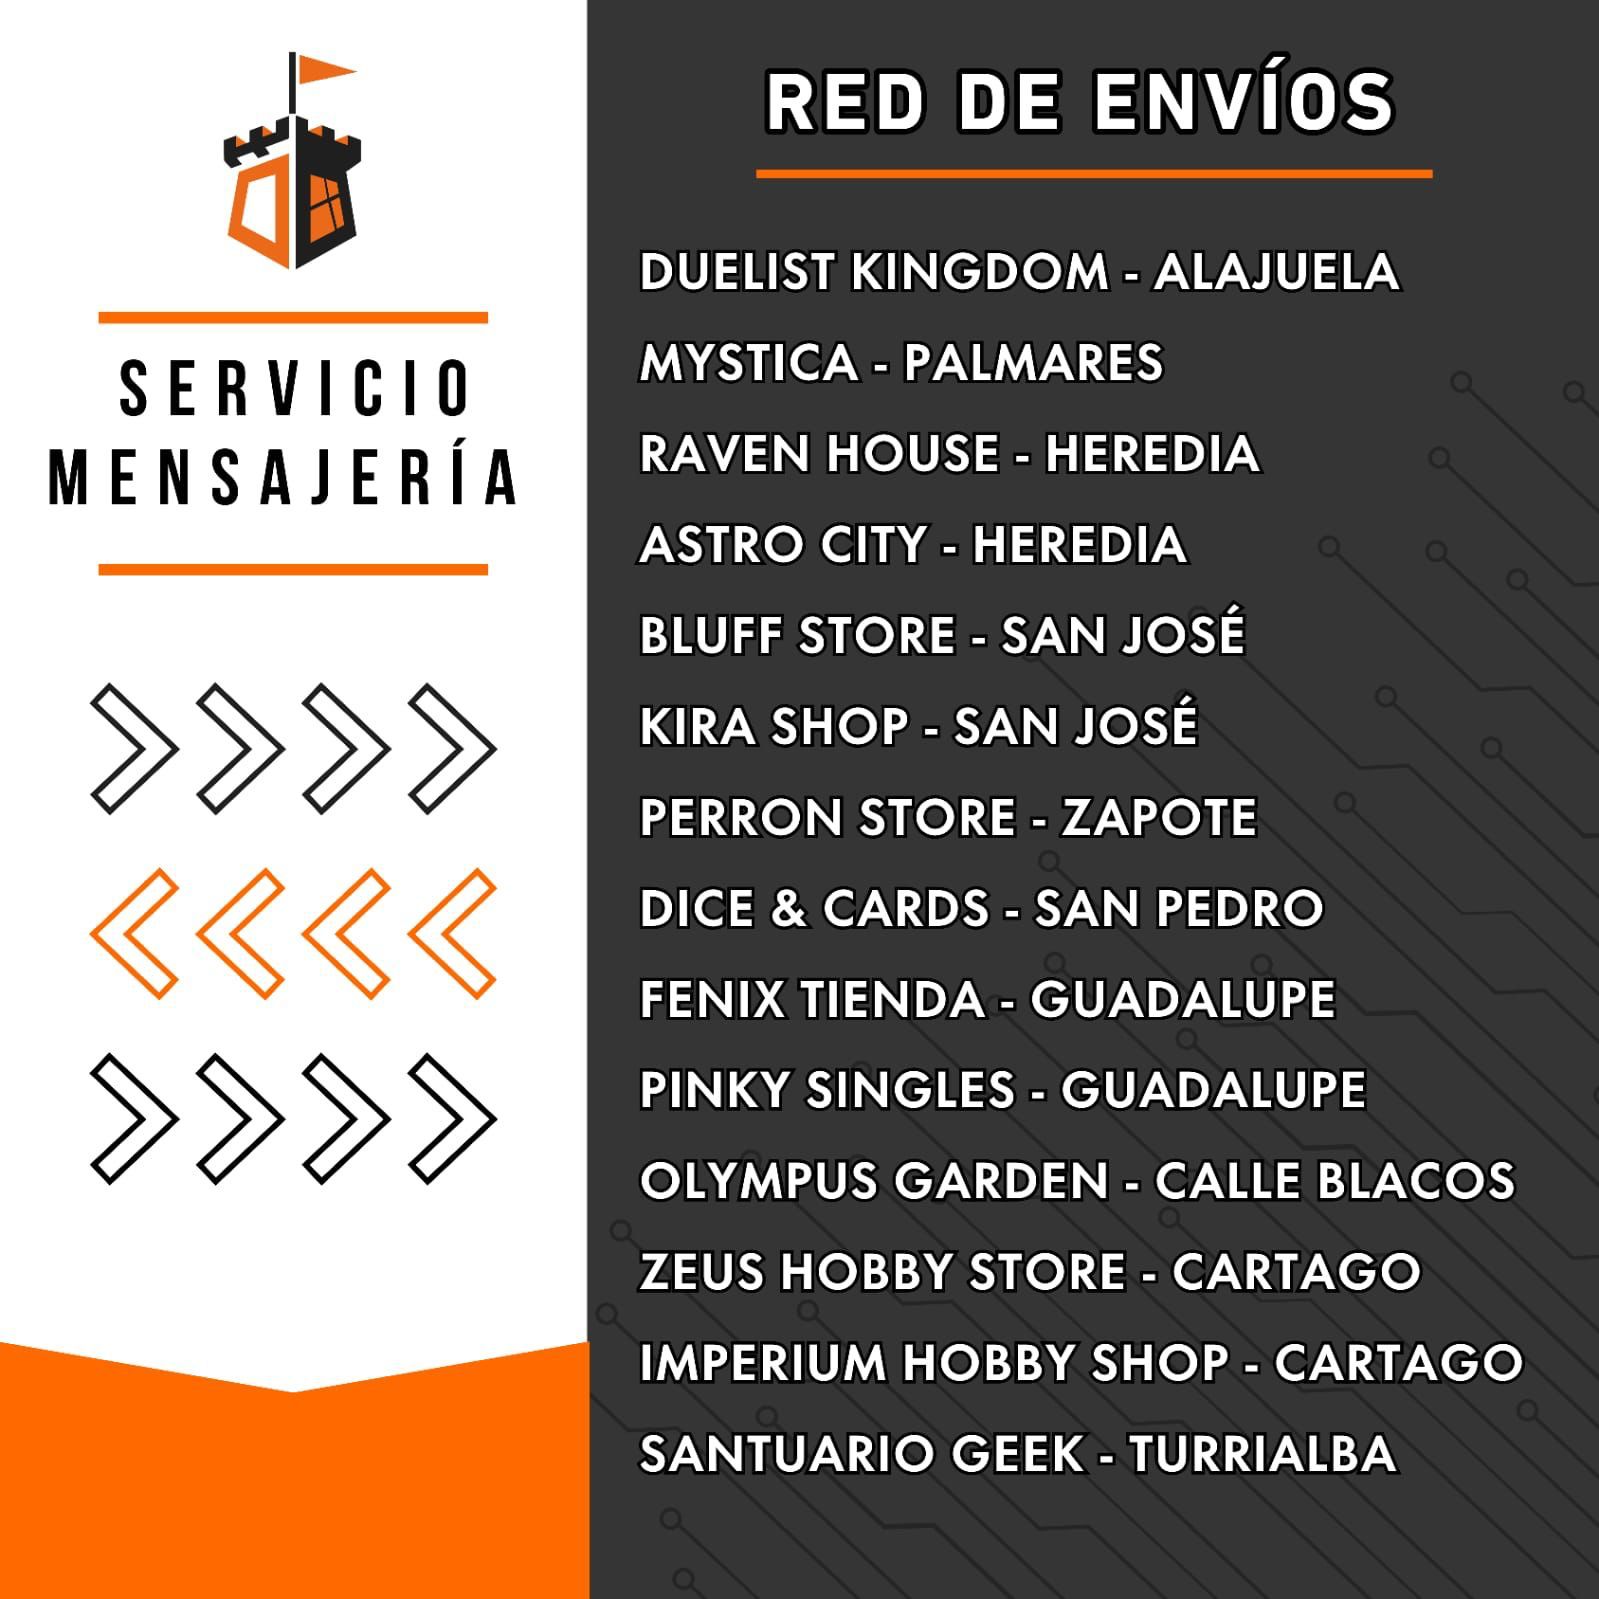 SERVICIO
MENSAJERÍA
RED DE ENVÍOS
DUELIST KINGDOM - ALAJUELA
MYSTICA - PALMARES
RAVEN HOUSE - HEREDIA
ASTRO CITY - HEREDIA
BLUFF STORE - SAN JOSÉ
KIRA SHOP - SAN JOSÉ
PERRON STORE - ZAPOTE
DICE & CARDS - SAN PEDRO
FENIX TIENDA - GUADALUPE
PINKY SINGLES - GUADALUPE
OLYMPUS GARDEN - CALLE BLACOS
ZEUS HOBBY STORE - CARTAGO
IMPERIUM HOBBY SHOP - CARTAGO
SANTUARIO GEEK - TURRIALBA